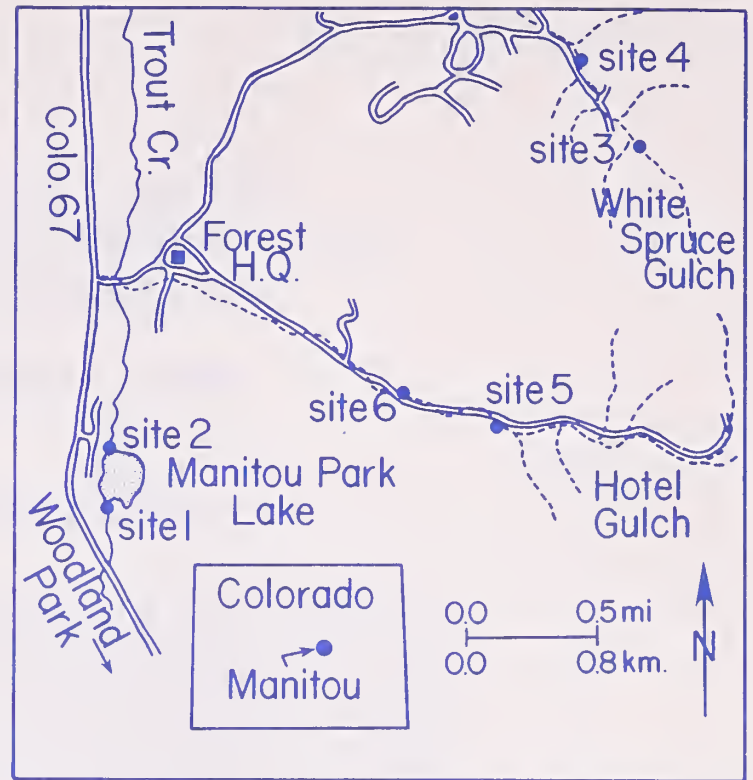 Trout Cr.
Colo. 67
site 4
site 3
White
Spruce
Gulch
Forest
H.Q.
site 6
site 5
site 2
Manitou Park
Lake
site 1
Hotel
Gulch
Woodland
Park
Colorado
Manitou
0.0 0.5 mi
0.0 0.8 km.
N